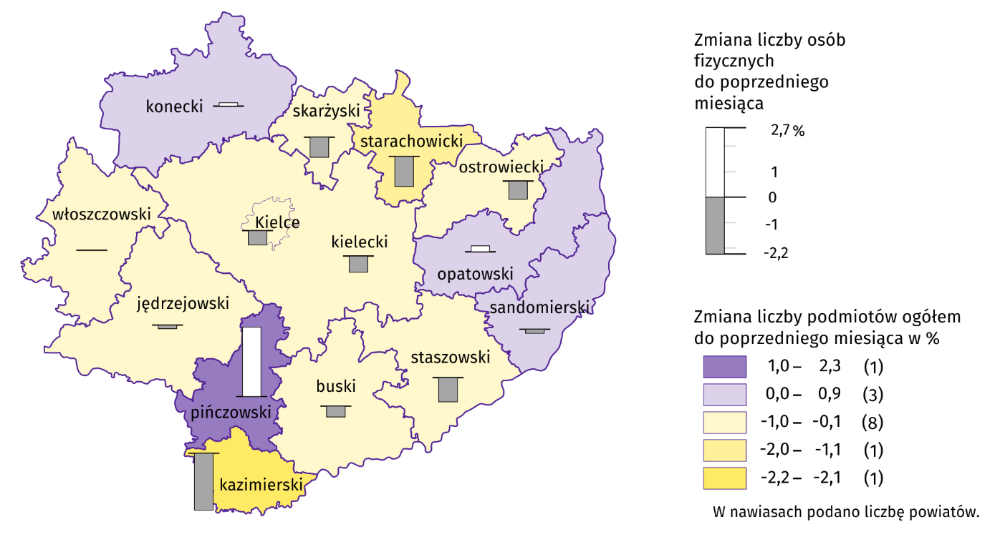 konecki
skarżyski
starachowicki
ostrowiecki
włoszczowski
Kielce
kielecki
opatowski
jędrzejowski
sandomierski
staszowski
buski
pińczowski
kazimierski
Zmiana liczby osób
fizycznych
do poprzedniego
miesiąca
2,7 %
1
0
-1
-2,2
Zmiana liczby podmiotów ogółem
do poprzedniego miesiąca w %
1,0 – 2,3 (1)
0,0 – 0,9 (3)
-1,0 – -0,1 (8)
-2,0 – -1,1 (1)
-2,2 – -2,1 (1)
W nawiasach podano liczbę powiatów.